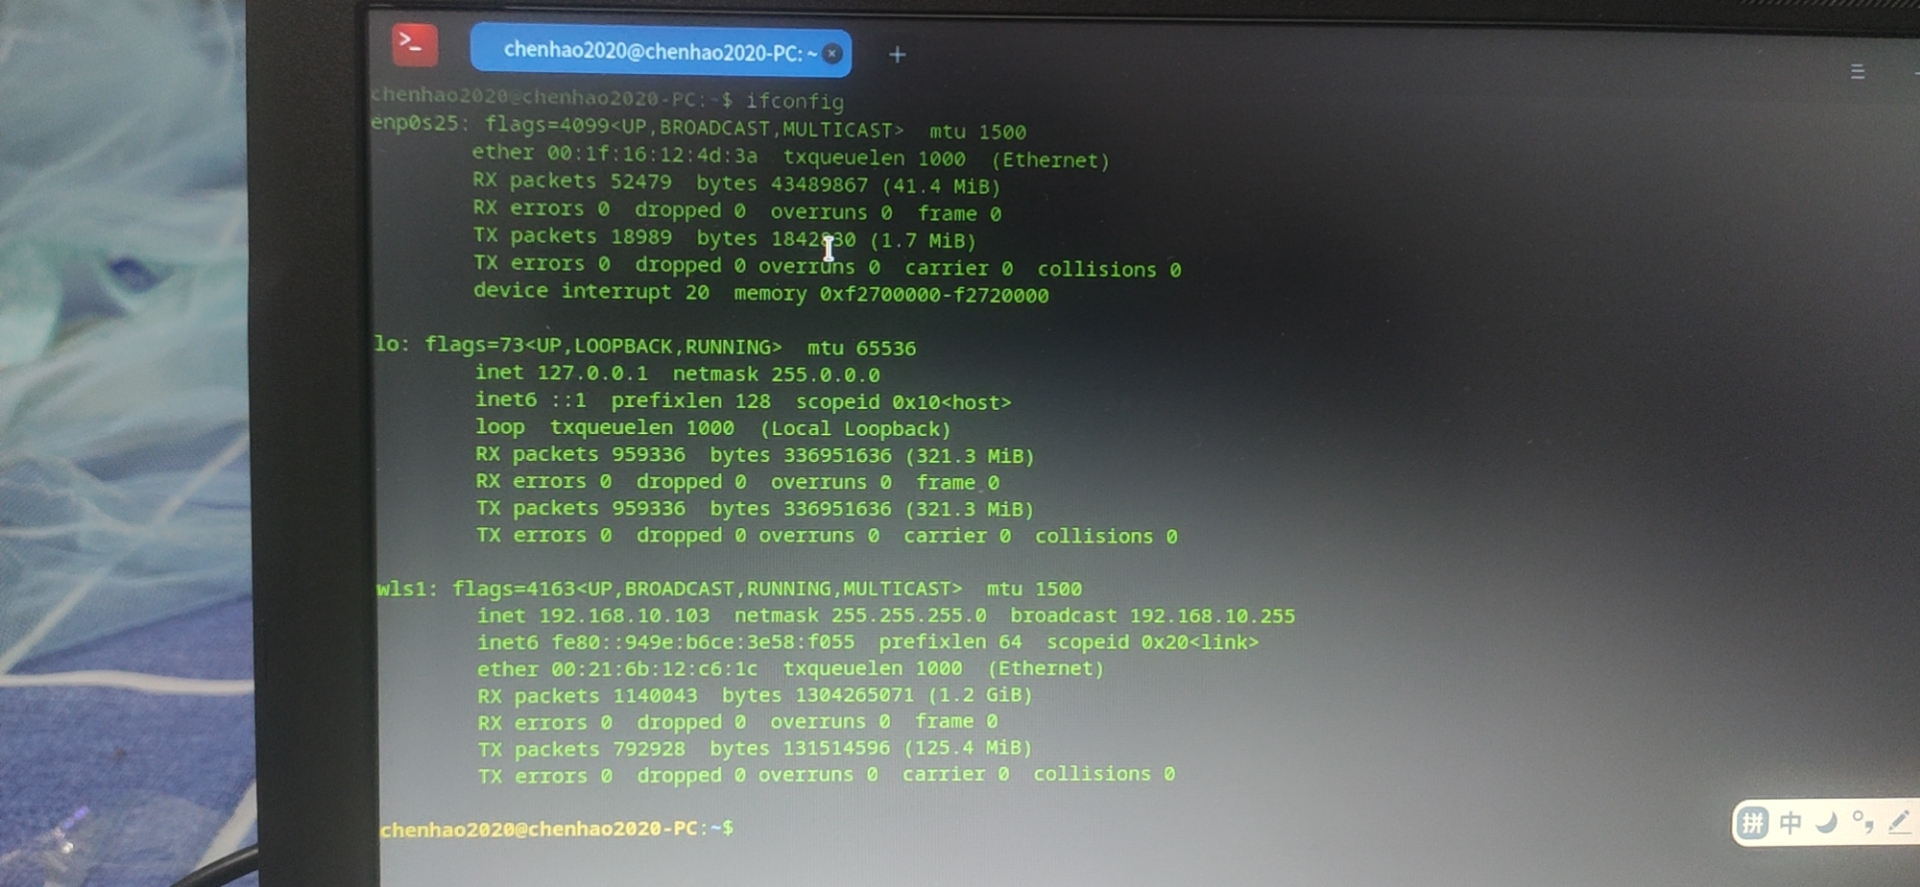 >_
chenhao2020@chenhao2020-PC: ~
chenhao2020@chenhao2020-PC:~$ ifconfig
enp0s25: flags=4099<UP,BROADCAST,MULTICAST>  mtu 1500
        ether 00:1f:16:12:4d:3a  txqueuelen 1000  (Ethernet)
        RX packets 52479  bytes 43489867 (41.4 MiB)
        RX errors 0  dropped 0  overruns 0  frame 0
        TX packets 18989  bytes (1.7 MiB)
        TX errors 0  dropped 0 overruns 0  carrier 0  collisions 0
        device interrupt 20  memory 0xf2700000-f2720000
lo: flags=73<UP,LOOPBACK,RUNNING>  mtu 65536
        inet 127.0.0.1  netmask 255.0.0.0
        inet6 ::1  prefixlen 128  scopeid 0x10<host>
        loop  txqueuelen 1000  (Local Loopback)
        RX packets 959336  bytes 336951636 (321.3 MiB)
        RX errors 0  dropped 0  overruns 0  frame 0
        TX packets 959336  bytes 336951636 (321.3 MiB)
        TX errors 0  dropped 0 overruns 0  carrier 0  collisions 0
wls1: flags=4163<UP,BROADCAST,RUNNING,MULTICAST>  mtu 1500
        inet 192.168.10.103  netmask 255.255.255.0  broadcast 192.168.10.255
        inet6 fe80::949e:b6ce:3e58:f055  prefixlen 64  scopeid 0x20<link>
        ether 00:21:6b:12:c6:1c  txqueuelen 1000  (Ethernet)
        RX packets 1140043  bytes 1304265071 (1.2 GiB)
        RX errors 0  dropped 0  overruns 0  frame 0
        TX packets 792928  bytes 131514596 (125.4 MiB)
        TX errors 0  dropped 0 overruns 0  carrier 0  collisions 0
chenhao2020@chenhao2020-PC:~$
拼 中 °,